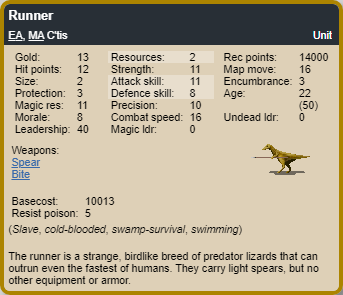 Runner
EA, MA C'tis Unit
Gold: 13 Resources: 2 Rec points: 14000
Hit points: 12 Strength: 11 Map move: 16
Size: 2 Attack skill: 11 Encumbrance: 3
Protection: 3 Defence skill: 8 Age: 22
Magic res: 11 Precision: 10 (50)
Morale: 8 Combat speed: 16 Undead ldr: 0
Leadership: 40 Magic ldr: 0
Weapons:
Spear
Bite
Basecost: 10013
Resist poison: 5
(Slave, cold-blooded, swamp-survival, swimming)
The runner is a strange, birdlike breed of predator lizards that can
outrun even the fastest of humans. They carry light spears, but no
other equipment or armor.